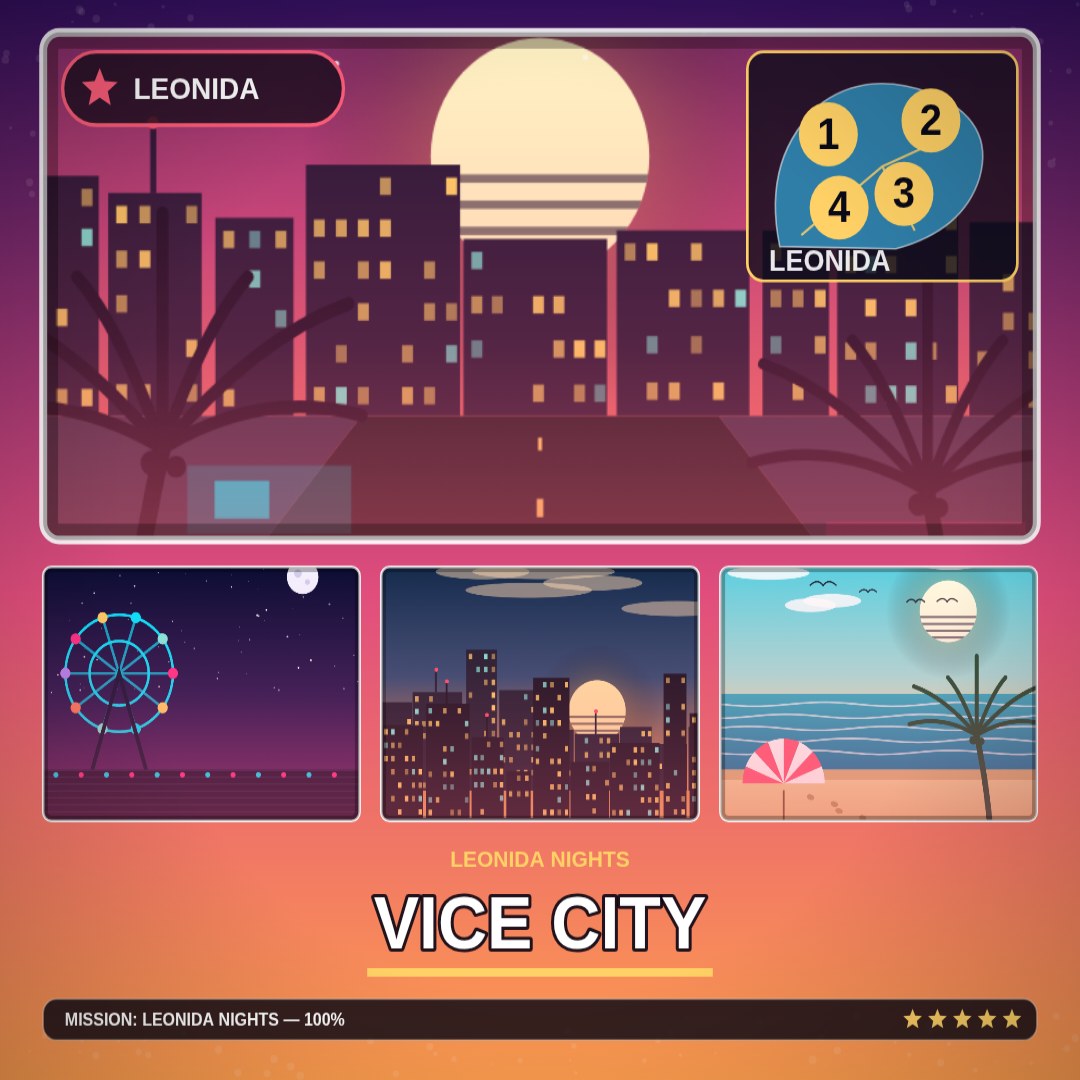 LEONIDA
1
2
4
3
LEONIDA
LEONIDA NIGHTS
VICE CITY
MISSION: LEONIDA NIGHTS — 100%